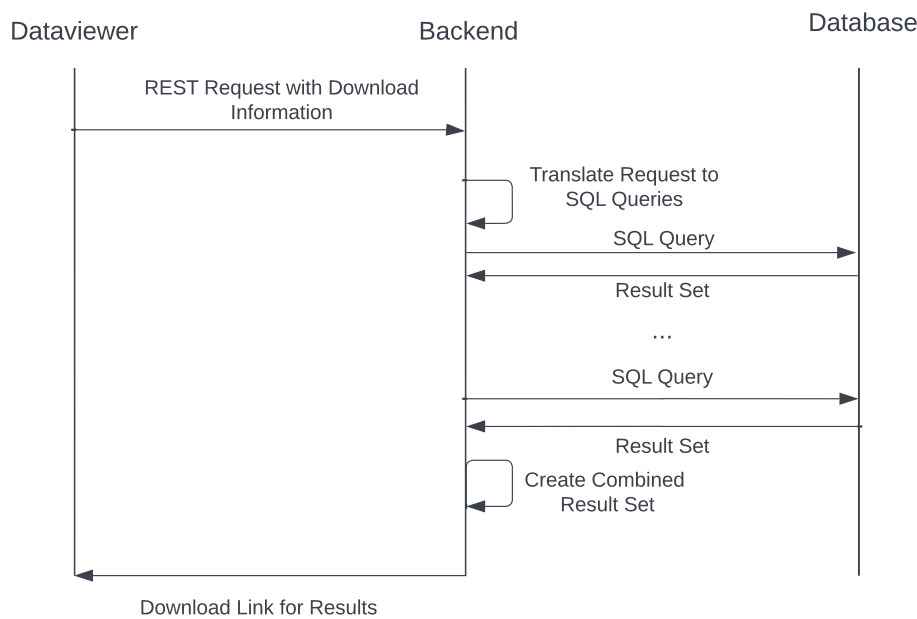 Dataviewer
Backend
Database
REST Request with Download
Information
Translate Request to
SQL Queries
SQL Query
Result Set
...
SQL Query
Result Set
Create Combined
Result Set
Download Link for Results